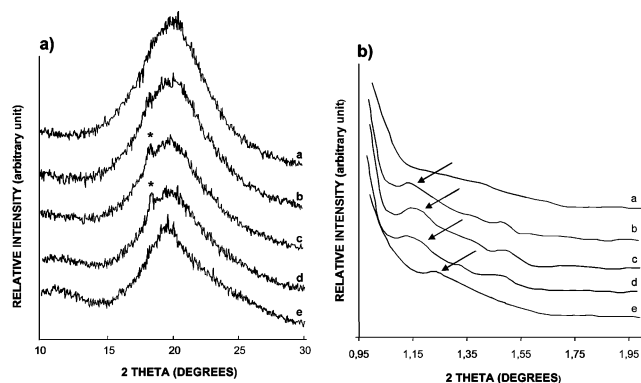 a)
RELATIVE INTENSITY (arbitrary unit)
a
*
b
*
c
d
e
10 15 20 25 30
2 THETA (DEGREES)
b)
RELATIVE INTENSITY (arbitrary unit)
a
b
c
d
e
0,95 1,15 1,35 1,55 1,75 1,95
2 THETA (DEGREES)